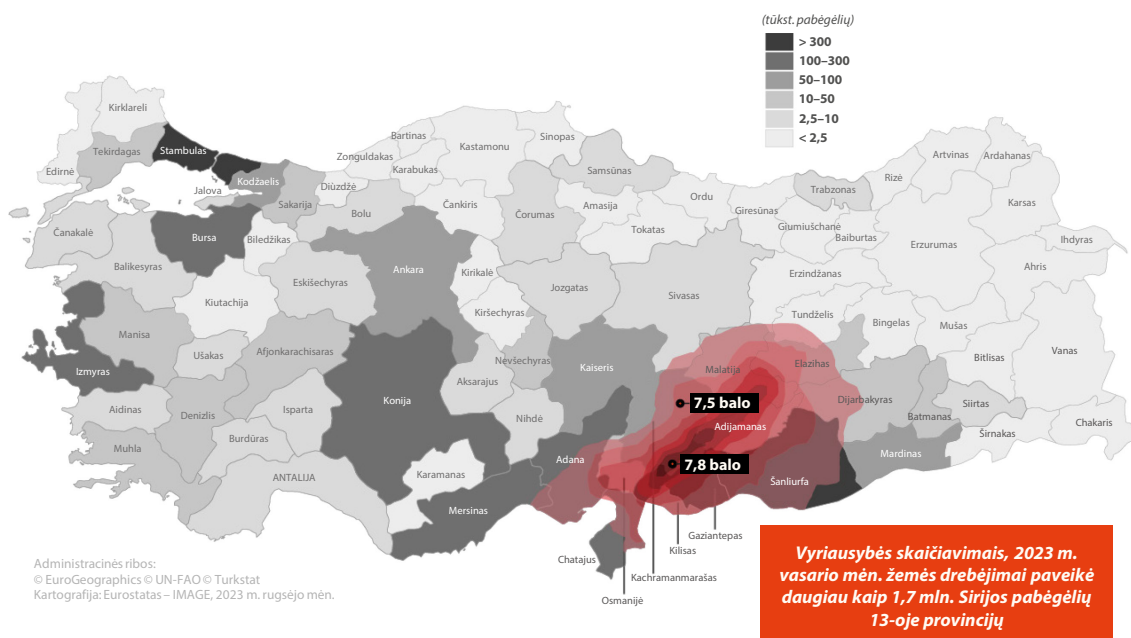 (tūkst. pabėgėlių)
> 300
100–300
50–100
10–50
2,5–10
< 2,5
Kirklareli
Tekirdagas
Edirnė
Stambulas
Kodžaelis
Jalova
Sakarija
Diūzdžė
Zonguldakas
Bartinas
Karabukas
Kastamonu
Sinopas
Samsūnas
Ordu
Giresūnas
Trabzonas
Rizė
Artvinas
Ardahanas
Karsas
Ihdyras
Ahris
Čanakalė
Balikesyras
Bursa
Biledžikas
Bolu
Čankiris
Čorumas
Amasija
Tokatas
Giumiušchanė
Baiburtas
Erzurumas
Erzindžanas
Eskišechyras
Ankara
Kirikalė
Kiršechyras
Jozgatas
Sivasas
Tundželis
Bingelas
Mušas
Bitlisas
Vanas
Kiutachija
Manisa
Ušakas
Afjonkarachisaras
Izmyras
Aidinas
Denizlis
Muhla
Burdūras
Isparta
ANTALIJA
Konija
Aksarajus
Nevšechyras
Nihdė
Kaiseris
Karamanas
Mersinas
Adana
Malatija
Elazihas
Dijarbakyras
Batmanas
Siirtas
Širnakas
Chakaris
Mardinas
Adijamanas
Šanliurfa
7,5 balo
7,8 balo
Gaziantepas
Kilisas
Kachramanmarašas
Osmanijė
Chatajus
Administracinės ribos:
© EuroGeographics © UN-FAO © Turkstat
Kartografija: Eurostatas – IMAGE, 2023 m. rugsėjo mėn.
Vyriausybės skaičiavimais, 2023 m.
vasario mėn. žemės drebėjimai paveikė
daugiau kaip 1,7 mln. Sirijos pabėgėlių
13-oje provincijų